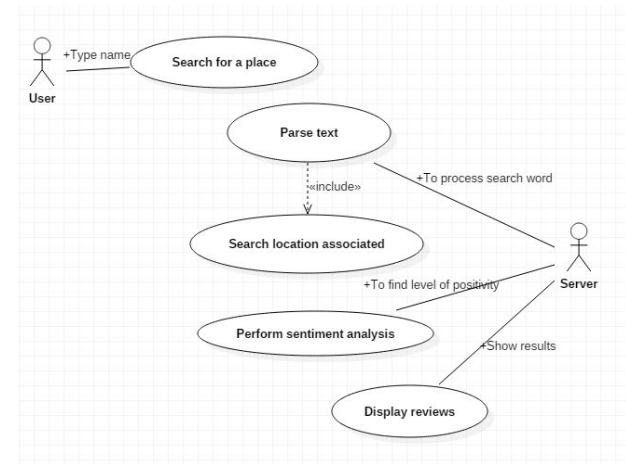 +Type name
Search for a place
User
Parse text
«include»
+To process search word
Search location associated
Server
+To find level of positivity
Perform sentiment analysis
+Show results
Display reviews